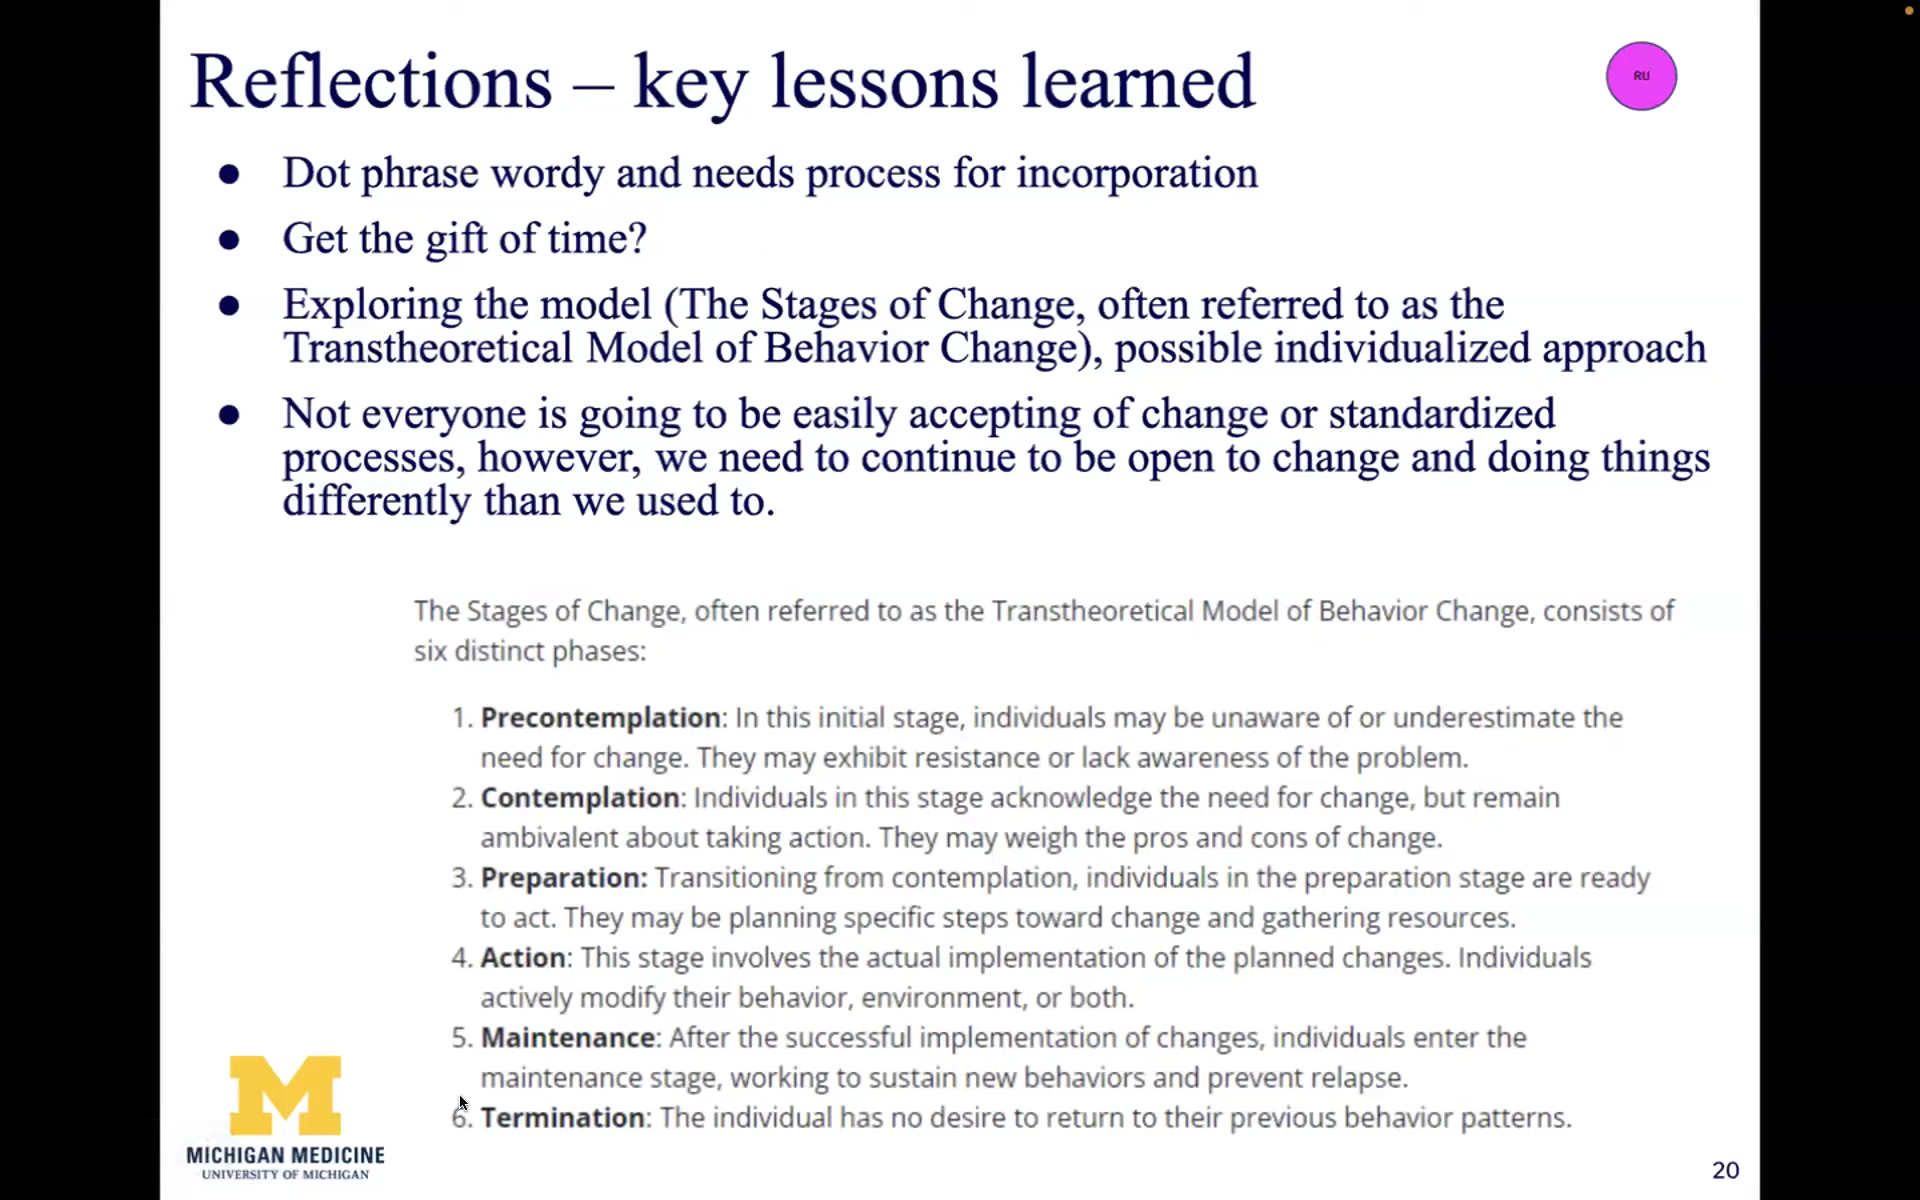 Reflections – key lessons learned
RU
● Dot phrase wordy and needs process for incorporation
● Get the gift of time?
● Exploring the model (The Stages of Change, often referred to as the
Transtheoretical Model of Behavior Change), possible individualized approach
● Not everyone is going to be easily accepting of change or standardized
processes, however, we need to continue to be open to change and doing things
differently than we used to.
The Stages of Change, often referred to as the Transtheoretical Model of Behavior Change, consists of
six distinct phases:
1. Precontemplation: In this initial stage, individuals may be unaware of or underestimate the
need for change. They may exhibit resistance or lack awareness of the problem.
2. Contemplation: Individuals in this stage acknowledge the need for change, but remain
ambivalent about taking action. They may weigh the pros and cons of change.
3. Preparation: Transitioning from contemplation, individuals in the preparation stage are ready
to act. They may be planning specific steps toward change and gathering resources.
4. Action: This stage involves the actual implementation of the planned changes. Individuals
actively modify their behavior, environment, or both.
5. Maintenance: After the successful implementation of changes, individuals enter the
maintenance stage, working to sustain new behaviors and prevent relapse.
6. Termination: The individual has no desire to return to their previous behavior patterns.
M
MICHIGAN MEDICINE
UNIVERSITY OF MICHIGAN
20